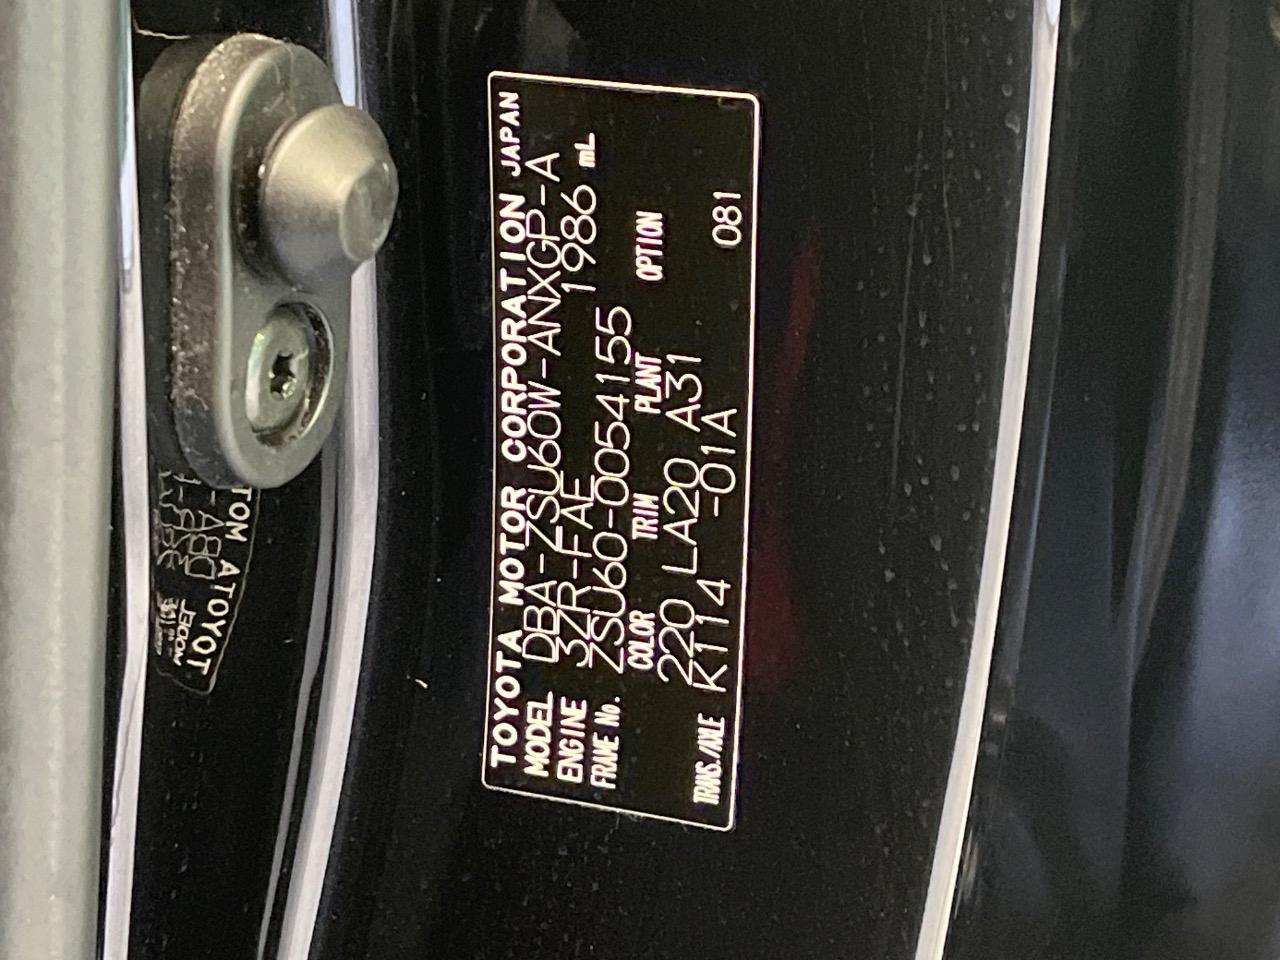 TOYOTA MOTOR CORPORATION JAPAN
MODEL DBA-ZSU60W-ANXGP-A
ENGINE 3ZR-FAE 1986 mL
FRAME No. ZSU60-0054155
COLOR TRIM PLANT OPTION
220 LA20 A31
TRANS./AXLE K114 -01A 081